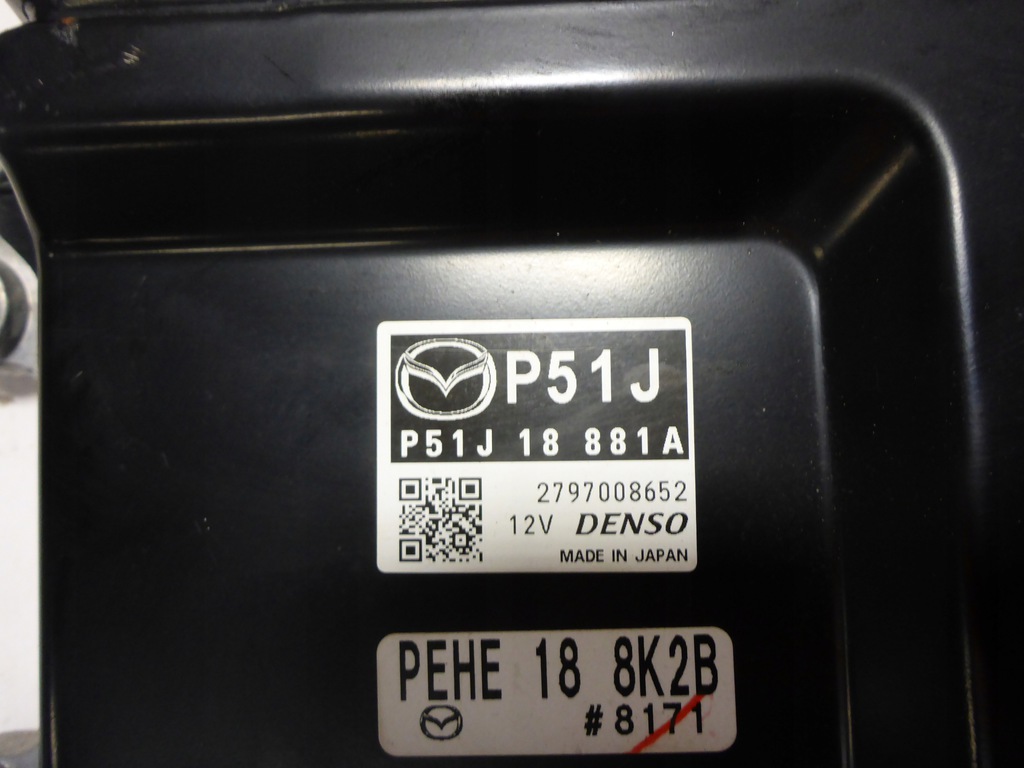 P51J
P51J 18 881A
2797008652
12V DENSO
MADE IN JAPAN
PEHE 18 8K2B
#8171